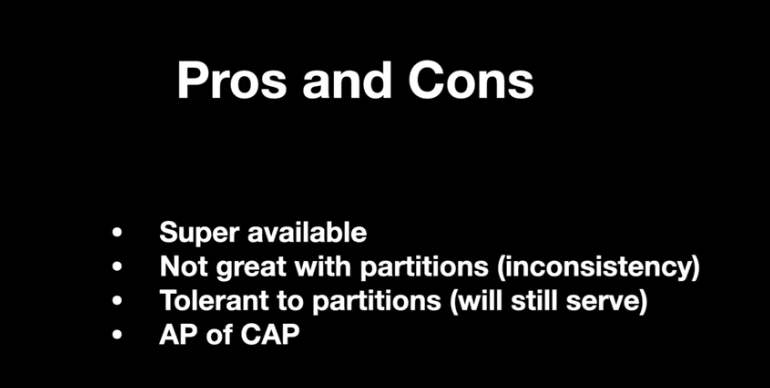 Pros and Cons
• Super available
• Not great with partitions (inconsistency)
• Tolerant to partitions (will still serve)
• AP of CAP